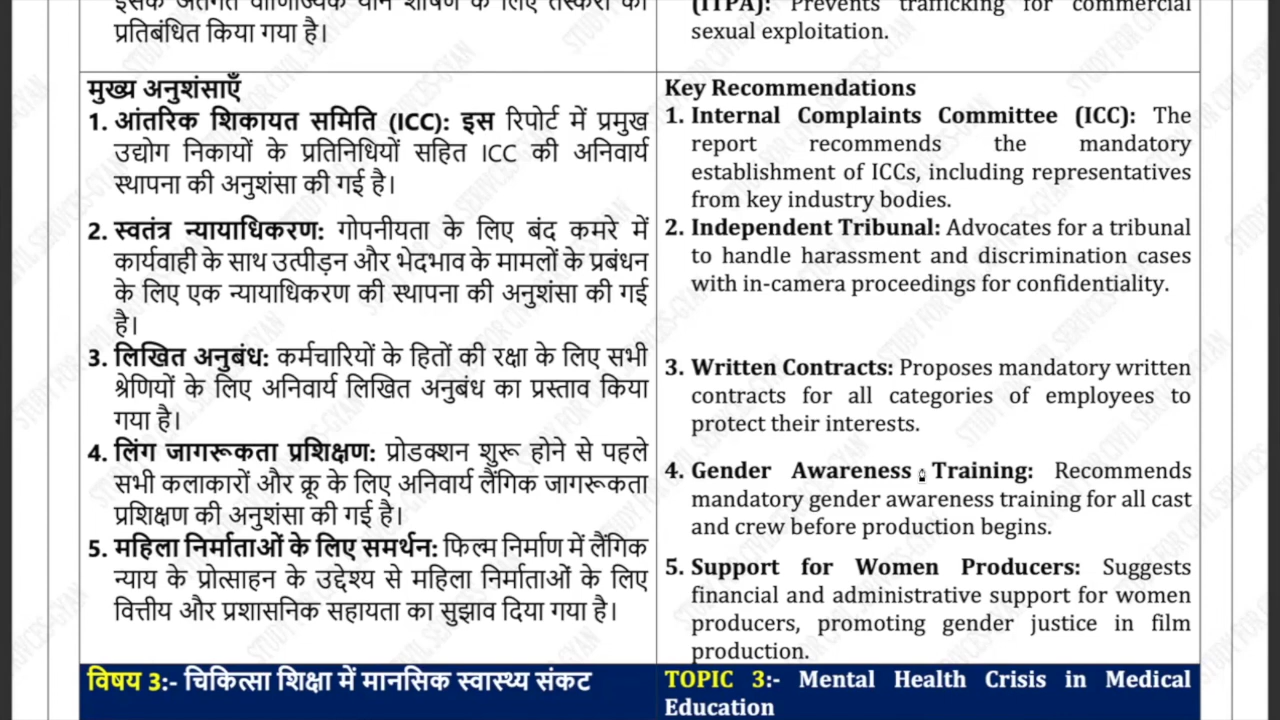 इसके अंतर्गत वाणिज्यिक यौन शोषण के लिए तस्करी को
प्रतिबंधित किया गया है।
मुख्य अनुशंसाएँ
1. आंतरिक शिकायत समिति (ICC): इस रिपोर्ट में प्रमुख
उद्योग निकायों के प्रतिनिधियों सहित ICC की अनिवार्य
स्थापना की अनुशंसा की गई है।
2. स्वतंत्र न्यायाधिकरण: गोपनीयता के लिए बंद कमरे में
कार्यवाही के साथ उत्पीड़न और भेदभाव के मामलों के प्रबंधन
के लिए एक न्यायाधिकरण की स्थापना की अनुशंसा की गई
है।
3. लिखित अनुबंध: कर्मचारियों के हितों की रक्षा के लिए सभी
श्रेणियों के लिए अनिवार्य लिखित अनुबंध का प्रस्ताव किया
गया है।
4. लिंग जागरूकता प्रशिक्षण: प्रोडक्शन शुरू होने से पहले
सभी कलाकारों और क्रू के लिए अनिवार्य लैंगिक जागरूकता
प्रशिक्षण की अनुशंसा की गई है।
5. महिला निर्माताओं के लिए समर्थन: फिल्म निर्माण में लैंगिक
न्याय के प्रोत्साहन के उद्देश्य से महिला निर्माताओं के लिए
वित्तीय और प्रशासनिक सहायता का सुझाव दिया गया है।
विषय 3:- चिकित्सा शिक्षा में मानसिक स्वास्थ्य संकट
(ITPA): Prevents trafficking for commercial
sexual exploitation.
Key Recommendations
1. Internal Complaints Committee (ICC): The
report recommends the mandatory
establishment of ICCs, including representatives
from key industry bodies.
2. Independent Tribunal: Advocates for a tribunal
to handle harassment and discrimination cases
with in-camera proceedings for confidentiality.
3. Written Contracts: Proposes mandatory written
contracts for all categories of employees to
protect their interests.
4. Gender Awareness Training: Recommends
mandatory gender awareness training for all cast
and crew before production begins.
5. Support for Women Producers: Suggests
financial and administrative support for women
producers, promoting gender justice in film
production.
TOPIC 3:- Mental Health Crisis in Medical
Education